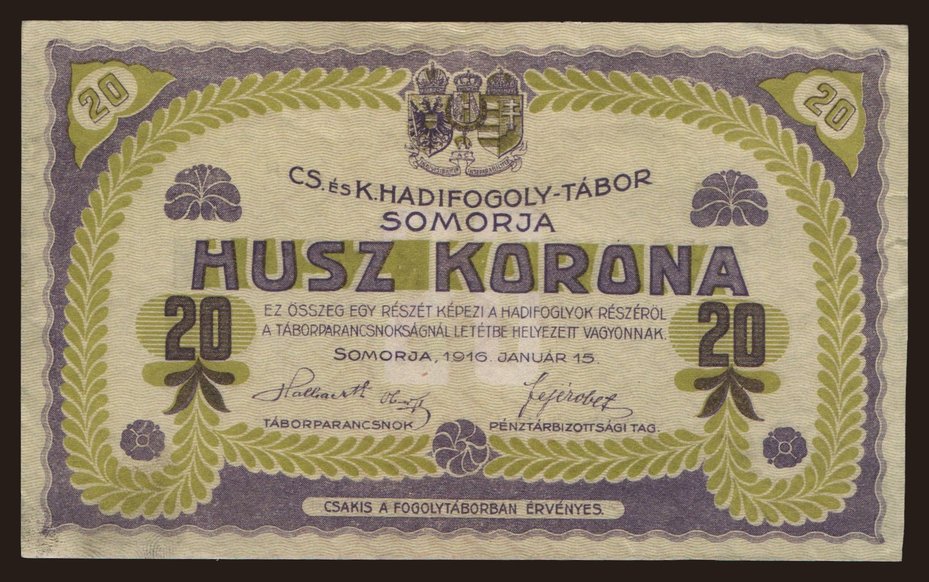 20 20
CS. és K. HADIFOGOLY-TÁBOR
SOMORJA
HUSZ KORONA
20 20
EZ ÖSSZEG EGY RÉSZÉT KÉPEZI A HADIFOGLYOK RÉSZÉRŐL
A TÁBORPARANCSNOKSÁGNÁL LETÉTBE HELYEZETT VAGYONNAK.
SOMORJA, 1916. JANUÁR 15.
TÁBORPARANCSNOK
PÉNZTÁRBIZOTTSÁGI TAG.
CSAKIS A FOGOLYTÁBORBAN ÉRVÉNYES.